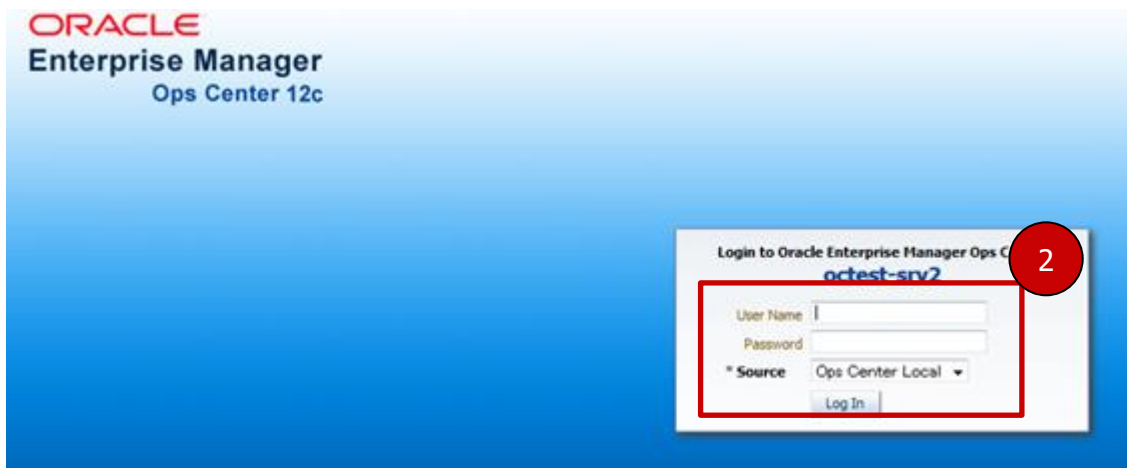 ORACLE
Enterprise Manager
Ops Center 12c
Login to Oracle Enterprise Manager Ops C
2
octest-srv2
User Name
Password
* Source Ops Center Local
Log In